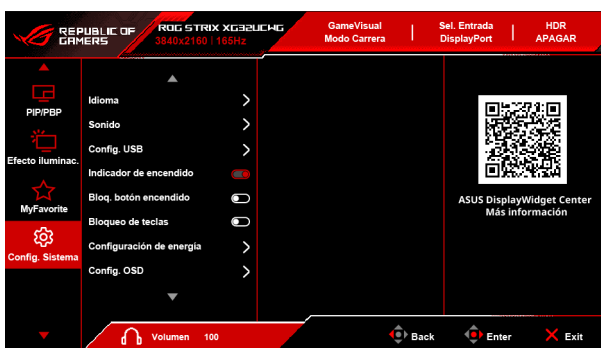 REPUBLIC OF
GAMERS
ROG STRIX XG32UCWG
3840x2160 | 165Hz
GameVisual
Modo Carrera
Sel. Entrada
DisplayPort
HDR
APAGAR
PIP/PBP
Efecto iluminac.
MyFavorite
Config. Sistema
Idioma
Sonido
Config. USB
Indicador de encendido
Bloq. botón encendido
Bloqueo de teclas
Configuración de energía
Config. OSD
ASUS DisplayWidget Center
Más información
Volumen 100
Back
Enter
Exit